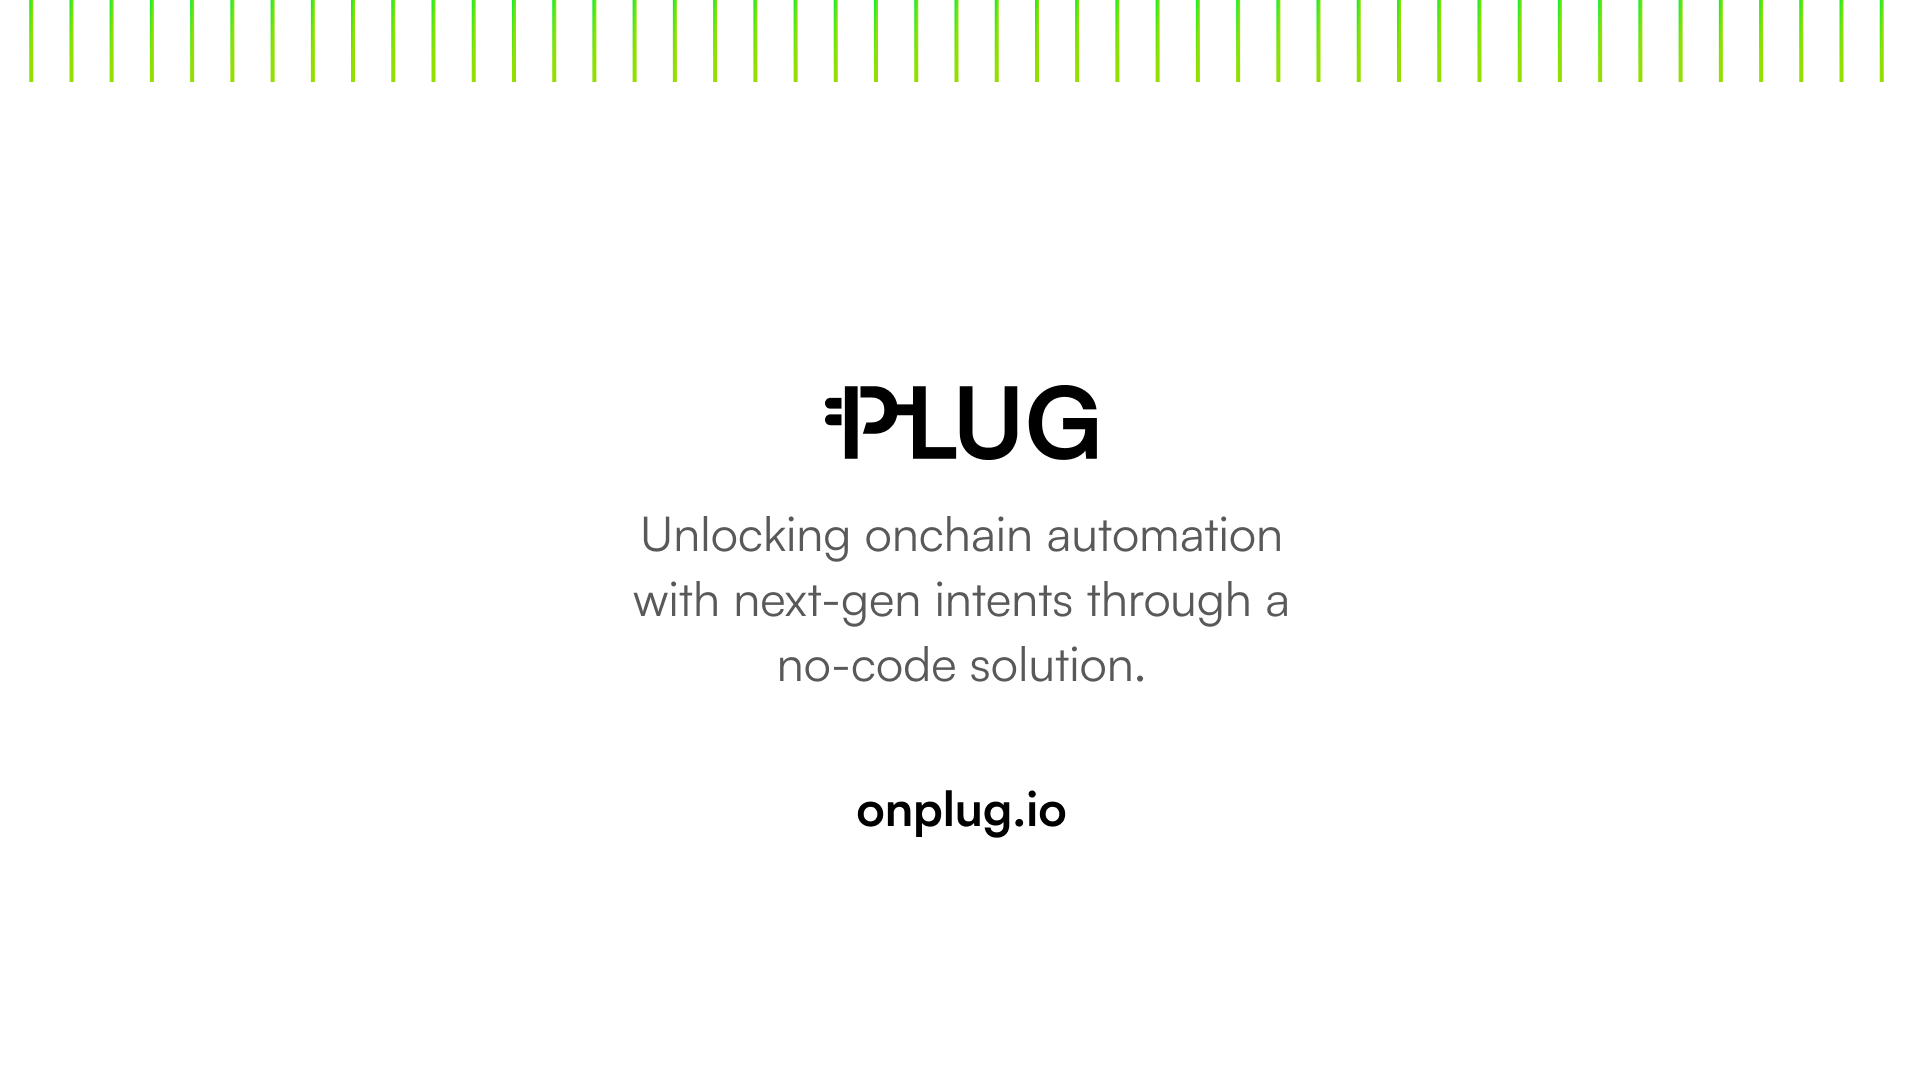 PLUG
Unlocking onchain automation
with next-gen intents through a
no-code solution.
onplug.io